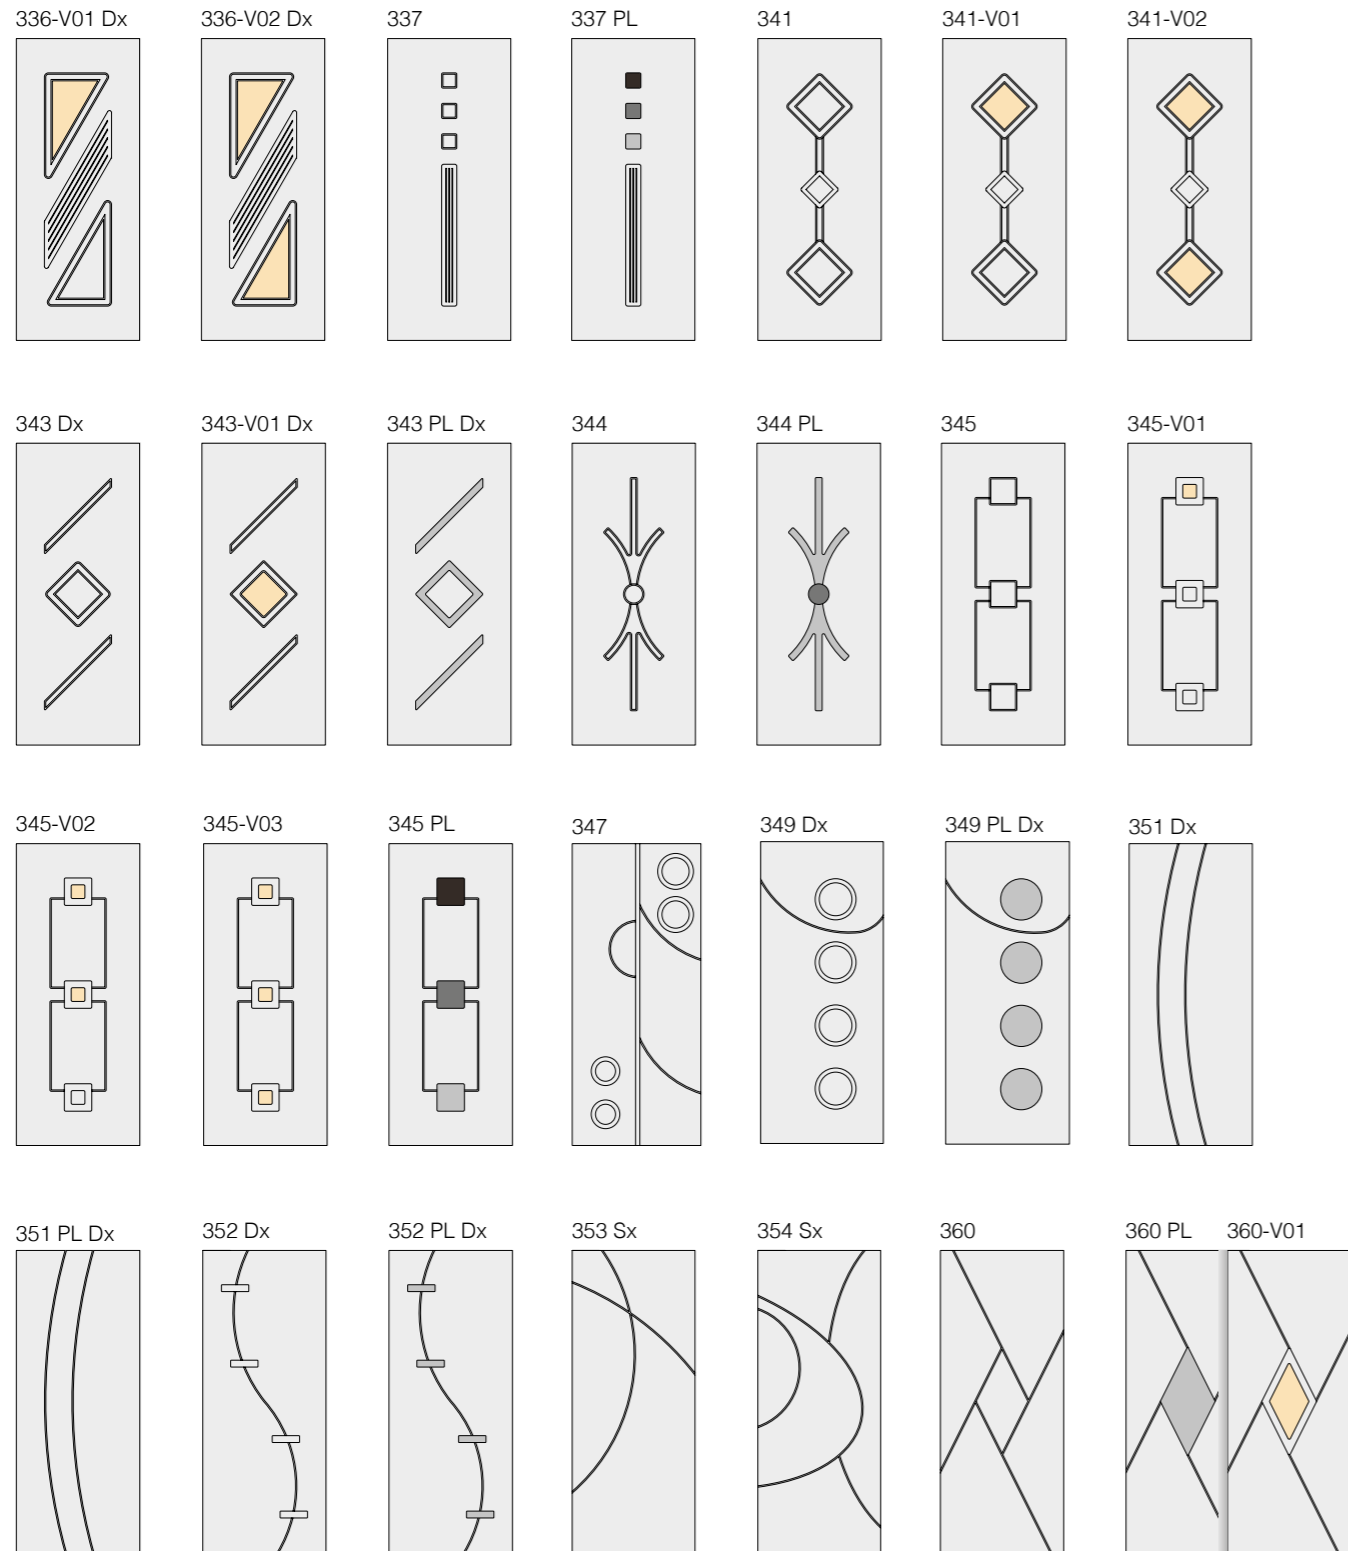 336-V01 Dx 336-V02 Dx 337 337 PL 341 341-V01 341-V02
343 Dx 343-V01 Dx 343 PL Dx 344 344 PL 345 345-V01
345-V02 345-V03 345 PL 347 349 Dx 349 PL Dx 351 Dx
351 PL Dx 352 Dx 352 PL Dx 353 Sx 354 Sx 360 360 PL 360-V01